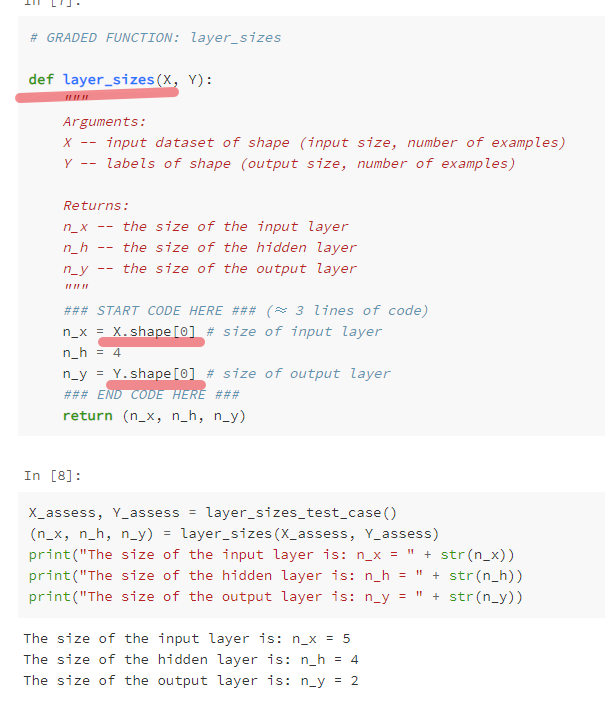 In [7]:
# GRADED FUNCTION: layer_sizes
def layer_sizes(X, Y):
"""
Arguments:
X -- input dataset of shape (input size, number of examples)
Y -- labels of shape (output size, number of examples)
Returns:
n_x -- the size of the input layer
n_h -- the size of the hidden layer
n_y -- the size of the output layer
"""
### START CODE HERE ### (≈ 3 lines of code)
n_x = X.shape[0] # size of input layer
n_h = 4
n_y = Y.shape[0] # size of output layer
### END CODE HERE ###
return (n_x, n_h, n_y)
In [8]:
X_assess, Y_assess = layer_sizes_test_case()
(n_x, n_h, n_y) = layer_sizes(X_assess, Y_assess)
print("The size of the input layer is: n_x = " + str(n_x))
print("The size of the hidden layer is: n_h = " + str(n_h))
print("The size of the output layer is: n_y = " + str(n_y))
The size of the input layer is: n_x = 5
The size of the hidden layer is: n_h = 4
The size of the output layer is: n_y = 2